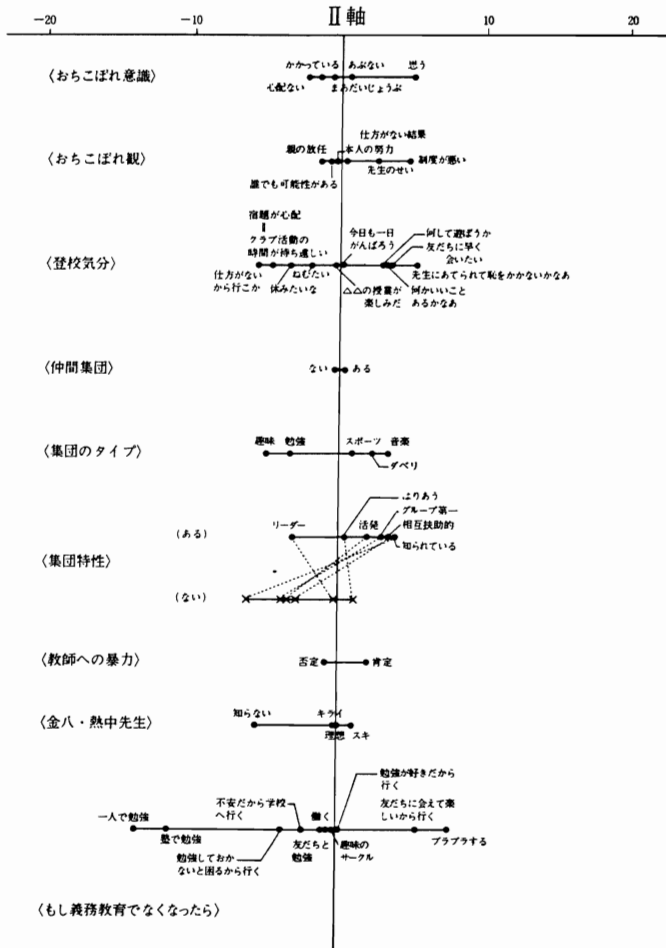 II軸
−20
−10
0
10
20
〈おちこぼれ意識〉
かかっている
あぶない
思う
心配ない
まあだいじょうぶ
〈おちこぼれ観〉
仕方がない結果
親の放任
本人の努力
制度が悪い
先生のせい
誰でも可能性がある
〈登校気分〉
宿題が心配
クラブ活動の
時間が待ち遠しい
今日も一日
がんばろう
何して遊ぼうか
友だちに早く
会いたい
仕方がない
から行こか
休みたいな
ねむたい
△△の授業が
楽しみだ
先生にあてられて恥をかかないかなあ
何かいいこと
あるかなあ
〈仲間集団〉
ない
ある
〈集団のタイプ〉
趣味
勉強
スポーツ
音楽
ダベリ
〈集団特性〉
(ある)
リーダー
よりあう
活発
グループ第一
相互扶助的
知られている
(ない)
〈教師への暴力〉
否定
肯定
〈金八・熱中先生〉
知らない
キライ
理想
スキ
勉強が好きだから
行く
一人で勉強
不安だから学校
へ行く
働く
友だちに会えて楽
しいから行く
塾で勉強
勉強しておか
ないと困るから行く
友だちと
勉強
趣味の
サークル
ブラブラする
〈もし義務教育でなくなったら〉